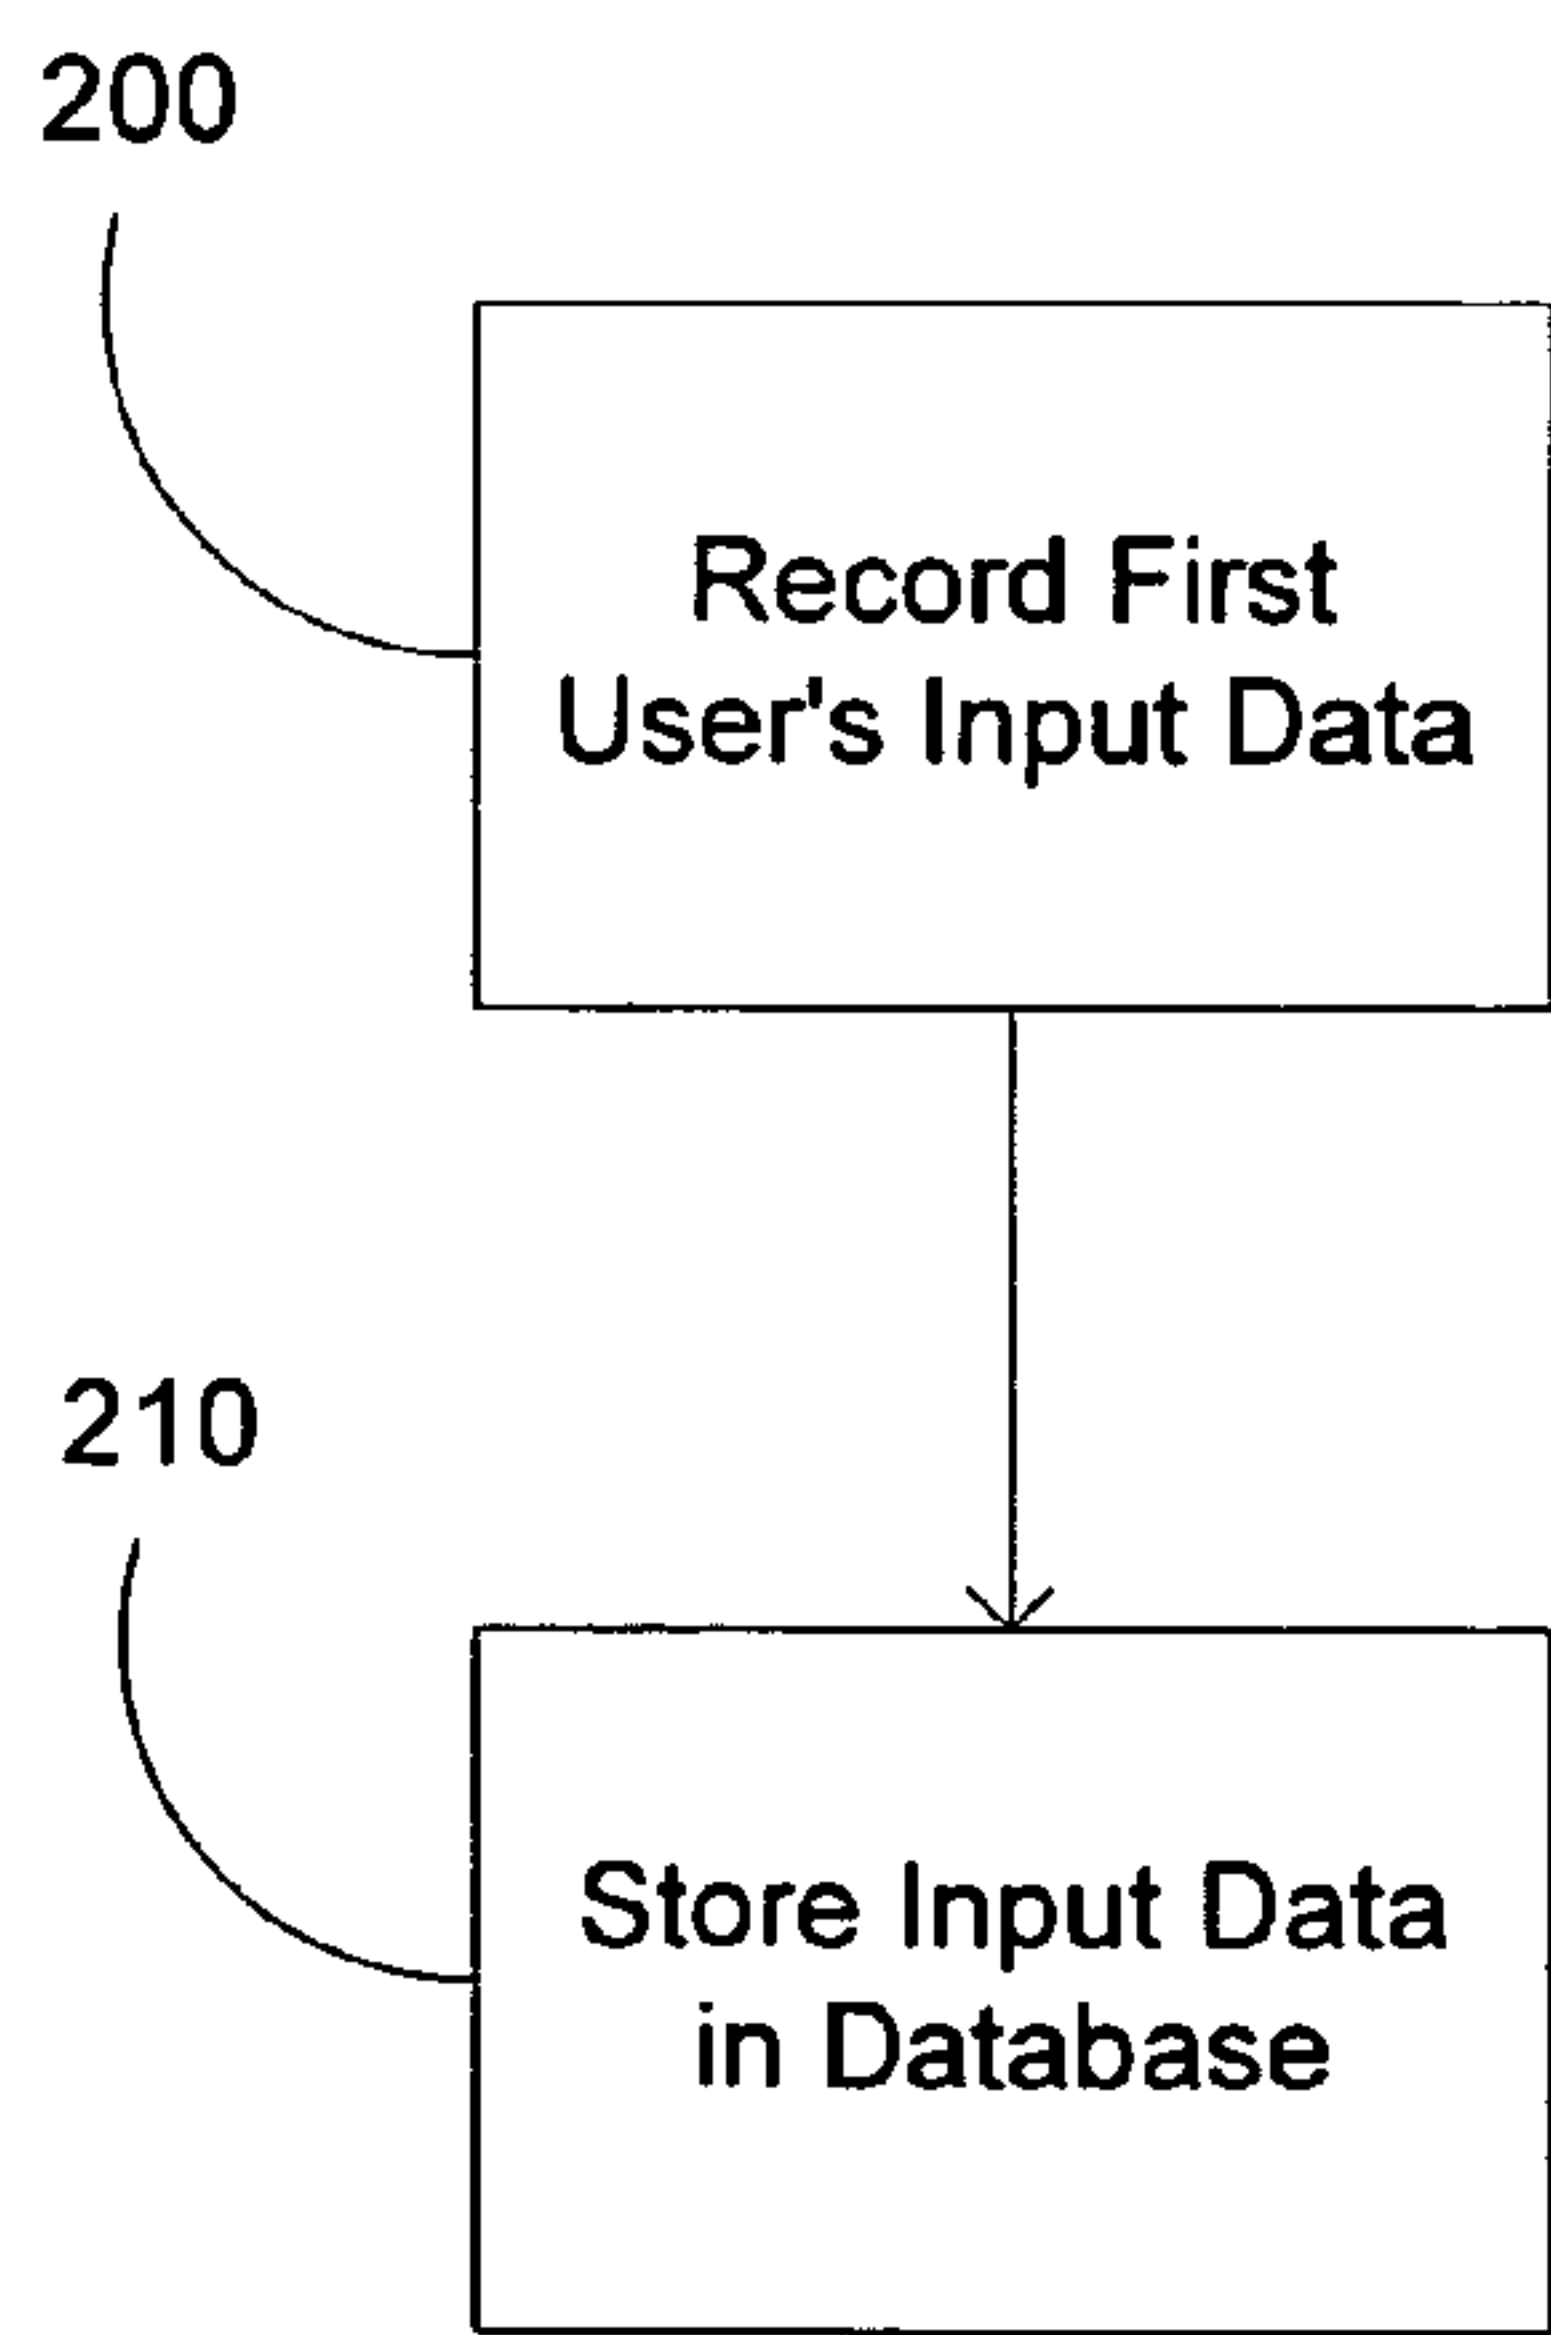 200
Record First
User's Input Data
210
Store Input Data
in Database